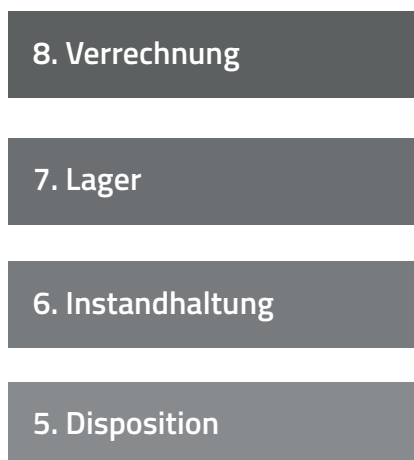 8. Verrechnung
7. Lager
6. Instandhaltung
5. Disposition